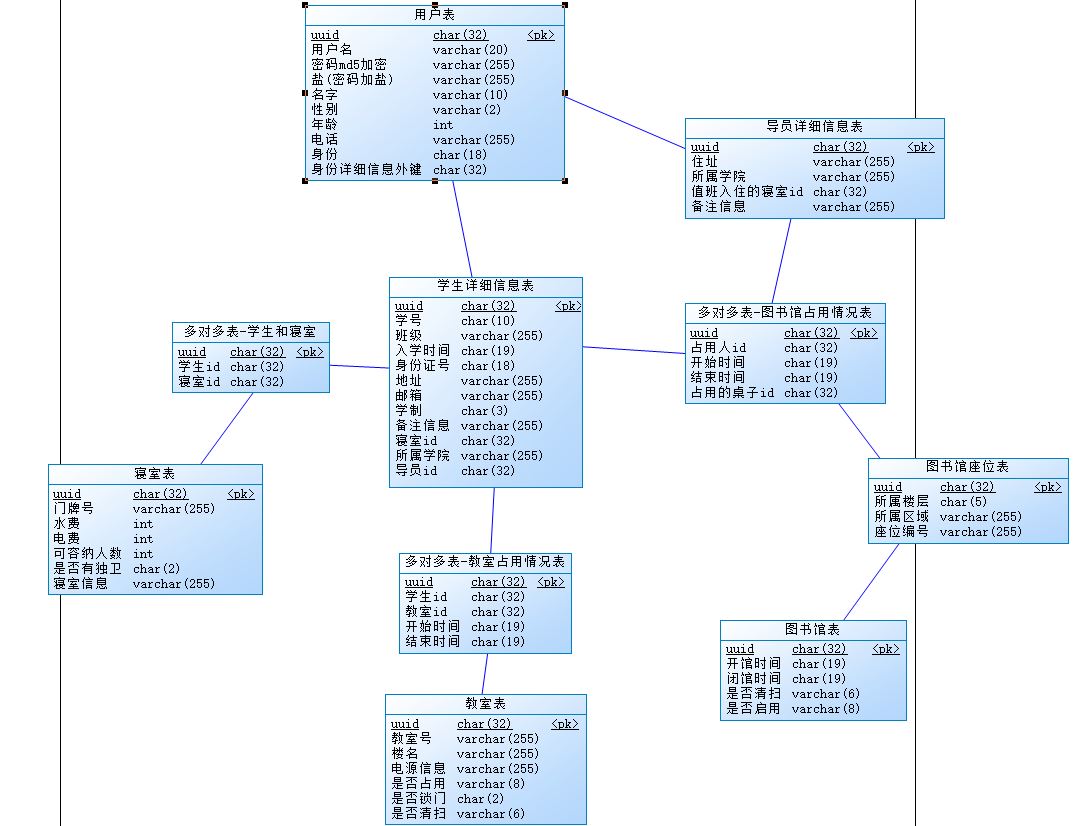 用户表
uuid char(32) <pk>
用户名 varchar(20)
密码md5加密 varchar(255)
盐(密码加盐) varchar(255)
名字 varchar(10)
性别 varchar(2)
年龄 int
电话 varchar(255)
身份 char(18)
身份详细信息外键 char(32)
导员详细信息表
uuid char(32) <pk>
住址 varchar(255)
所属学院 varchar(255)
值班入住的寝室id char(32)
备注信息 varchar(255)
学生详细信息表
uuid char(32) <pk>
学号 char(10)
班级 varchar(255)
入学时间 char(19)
身份证号 char(18)
地址 varchar(255)
邮箱 varchar(255)
学制 char(3)
备注信息 varchar(255)
寝室id char(32)
所属学院 varchar(255)
导员id char(32)
多对多表-图书馆占用情况表
uuid char(32) <pk>
占用人id char(32)
开始时间 char(19)
结束时间 char(19)
占用的桌子id char(32)
多对多表-学生和寝室
uuid char(32) <pk>
学生id char(32)
寝室id char(32)
寝室表
uuid char(32) <pk>
门牌号 varchar(255)
水费 int
电费 int
可容纳人数 int
是否有独卫 char(2)
寝室信息 varchar(255)
图书馆座位表
uuid char(32) <pk>
所属楼层 char(5)
所属区域 varchar(255)
座位编号 varchar(255)
多对多表-教室占用情况表
uuid char(32) <pk>
学生id char(32)
教室id char(32)
开始时间 char(19)
结束时间 char(19)
图书馆表
uuid char(32) <pk>
开馆时间 char(19)
闭馆时间 char(19)
是否清扫 varchar(6)
是否启用 varchar(8)
教室表
uuid char(32) <pk>
教室号 varchar(255)
楼名 varchar(255)
电源信息 varchar(255)
是否占用 varchar(8)
是否锁门 char(2)
是否清扫 varchar(6)